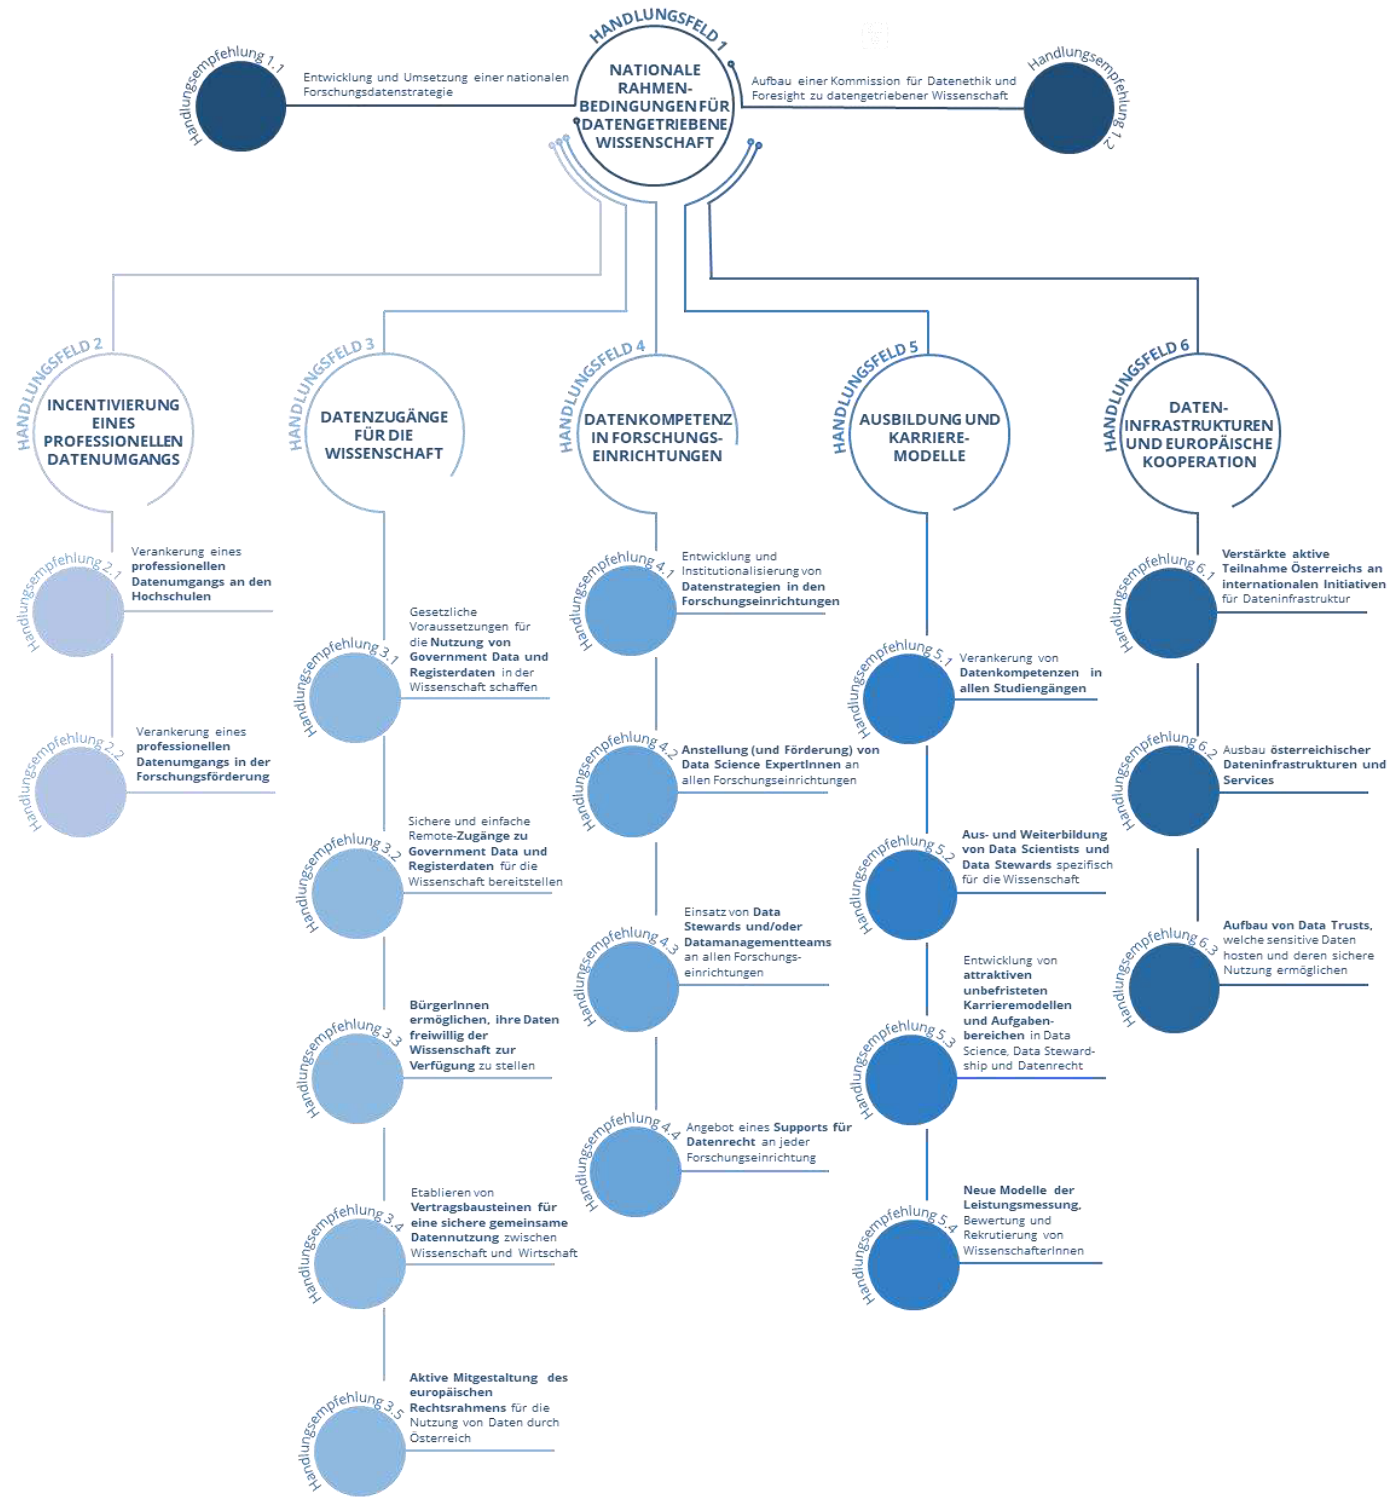 HANDLUNGSFELD 1
NATIONALE
RAHMEN-
BEDINGUNGEN FÜR
DATENGETRIEBENE
WISSENSCHAFT
Handlungsempfehlung 1.1
Entwicklung und Umsetzung einer nationalen
Forschungsdatenstrategie
Handlungsempfehlung 1.2
Aufbau einer Kommission für Datenethik und
Foresight zu datengetriebener Wissenschaft
HANDLUNGSFELD 2
INCENTIVIERUNG
EINES
PROFESSIONELLEN
DATENUMGANGS
Handlungsempfehlung 2.1
Verankerung eines
professionellen
Datenumgangs an den
Hochschulen
Handlungsempfehlung 2.2
Verankerung eines
professionellen
Datenumgangs in der
Forschungsförderung
HANDLUNGSFELD 3
DATENZUGÄNGE
FÜR DIE
WISSENSCHAFT
Handlungsempfehlung 3.1
Gesetzliche
Voraussetzungen für
die Nutzung von
Government Data und
Registerdaten in der
Wissenschaft schaffen
Handlungsempfehlung 3.2
Sichere und einfache
Remote-Zugänge zu
Government Data und
Registerdaten für die
Wissenschaft bereitstellen
Handlungsempfehlung 3.3
BürgerInnen
ermöglichen, ihre Daten
freiwillig der
Wissenschaft zur
Verfügung zu stellen
Handlungsempfehlung 3.4
Etablieren von
Vertragsbausteinen für
eine sichere gemeinsame
Datennutzung zwischen
Wissenschaft und Wirtschaft
Handlungsempfehlung 3.5
Aktive Mitgestaltung des
europäischen
Rechtsrahmens für die
Nutzung von Daten durch
Österreich
HANDLUNGSFELD 4
DATENKOMPETENZ
IN FORSCHUNGS-
EINRICHTUNGEN
Handlungsempfehlung 4.1
Entwicklung und
Institutionalisierung von
Datenstrategien in den
Forschungseinrichtungen
Handlungsempfehlung 4.2
Anstellung (und Förderung) von
Data Science ExpertInnen an
allen Forschungseinrichtungen
Handlungsempfehlung 4.3
Einsatz von Data
Stewards und/oder
Datamanagementteams
an allen Forschungs-
einrichtungen
Handlungsempfehlung 4.4
Angebot eines Supports für
Datenrecht an jeder
Forschungseinrichtung
HANDLUNGSFELD 5
AUSBILDUNG UND
KARRIERE-
MODELLE
Handlungsempfehlung 5.1
Verankerung von
Datenkompetenzen in
allen Studiengängen
Handlungsempfehlung 5.2
Aus- und Weiterbildung
von Data Scientists und
Data Stewards spezifisch
für die Wissenschaft
Handlungsempfehlung 5.3
Entwicklung von
attraktiven
unbefristeten
Karrieremodellen
und Aufgaben-
bereichen in Data
Science, Data Steward-
ship und Datenrecht
Handlungsempfehlung 5.4
Neue Modelle der
Leistungsmessung,
Bewertung und
Rekrutierung von
WissenschafterInnen
HANDLUNGSFELD 6
DATEN-
INFRASTRUKTUREN
UND EUROPÄISCHE
KOOPERATION
Handlungsempfehlung 6.1
Verstärkte aktive
Teilnahme Österreichs an
internationalen Initiativen
für Dateninfrastruktur
Handlungsempfehlung 6.2
Ausbau österreichischer
Dateninfrastrukturen und
Services
Handlungsempfehlung 6.3
Aufbau von Data Trusts,
welche sensitive Daten
hosten und deren sichere
Nutzung ermöglichen